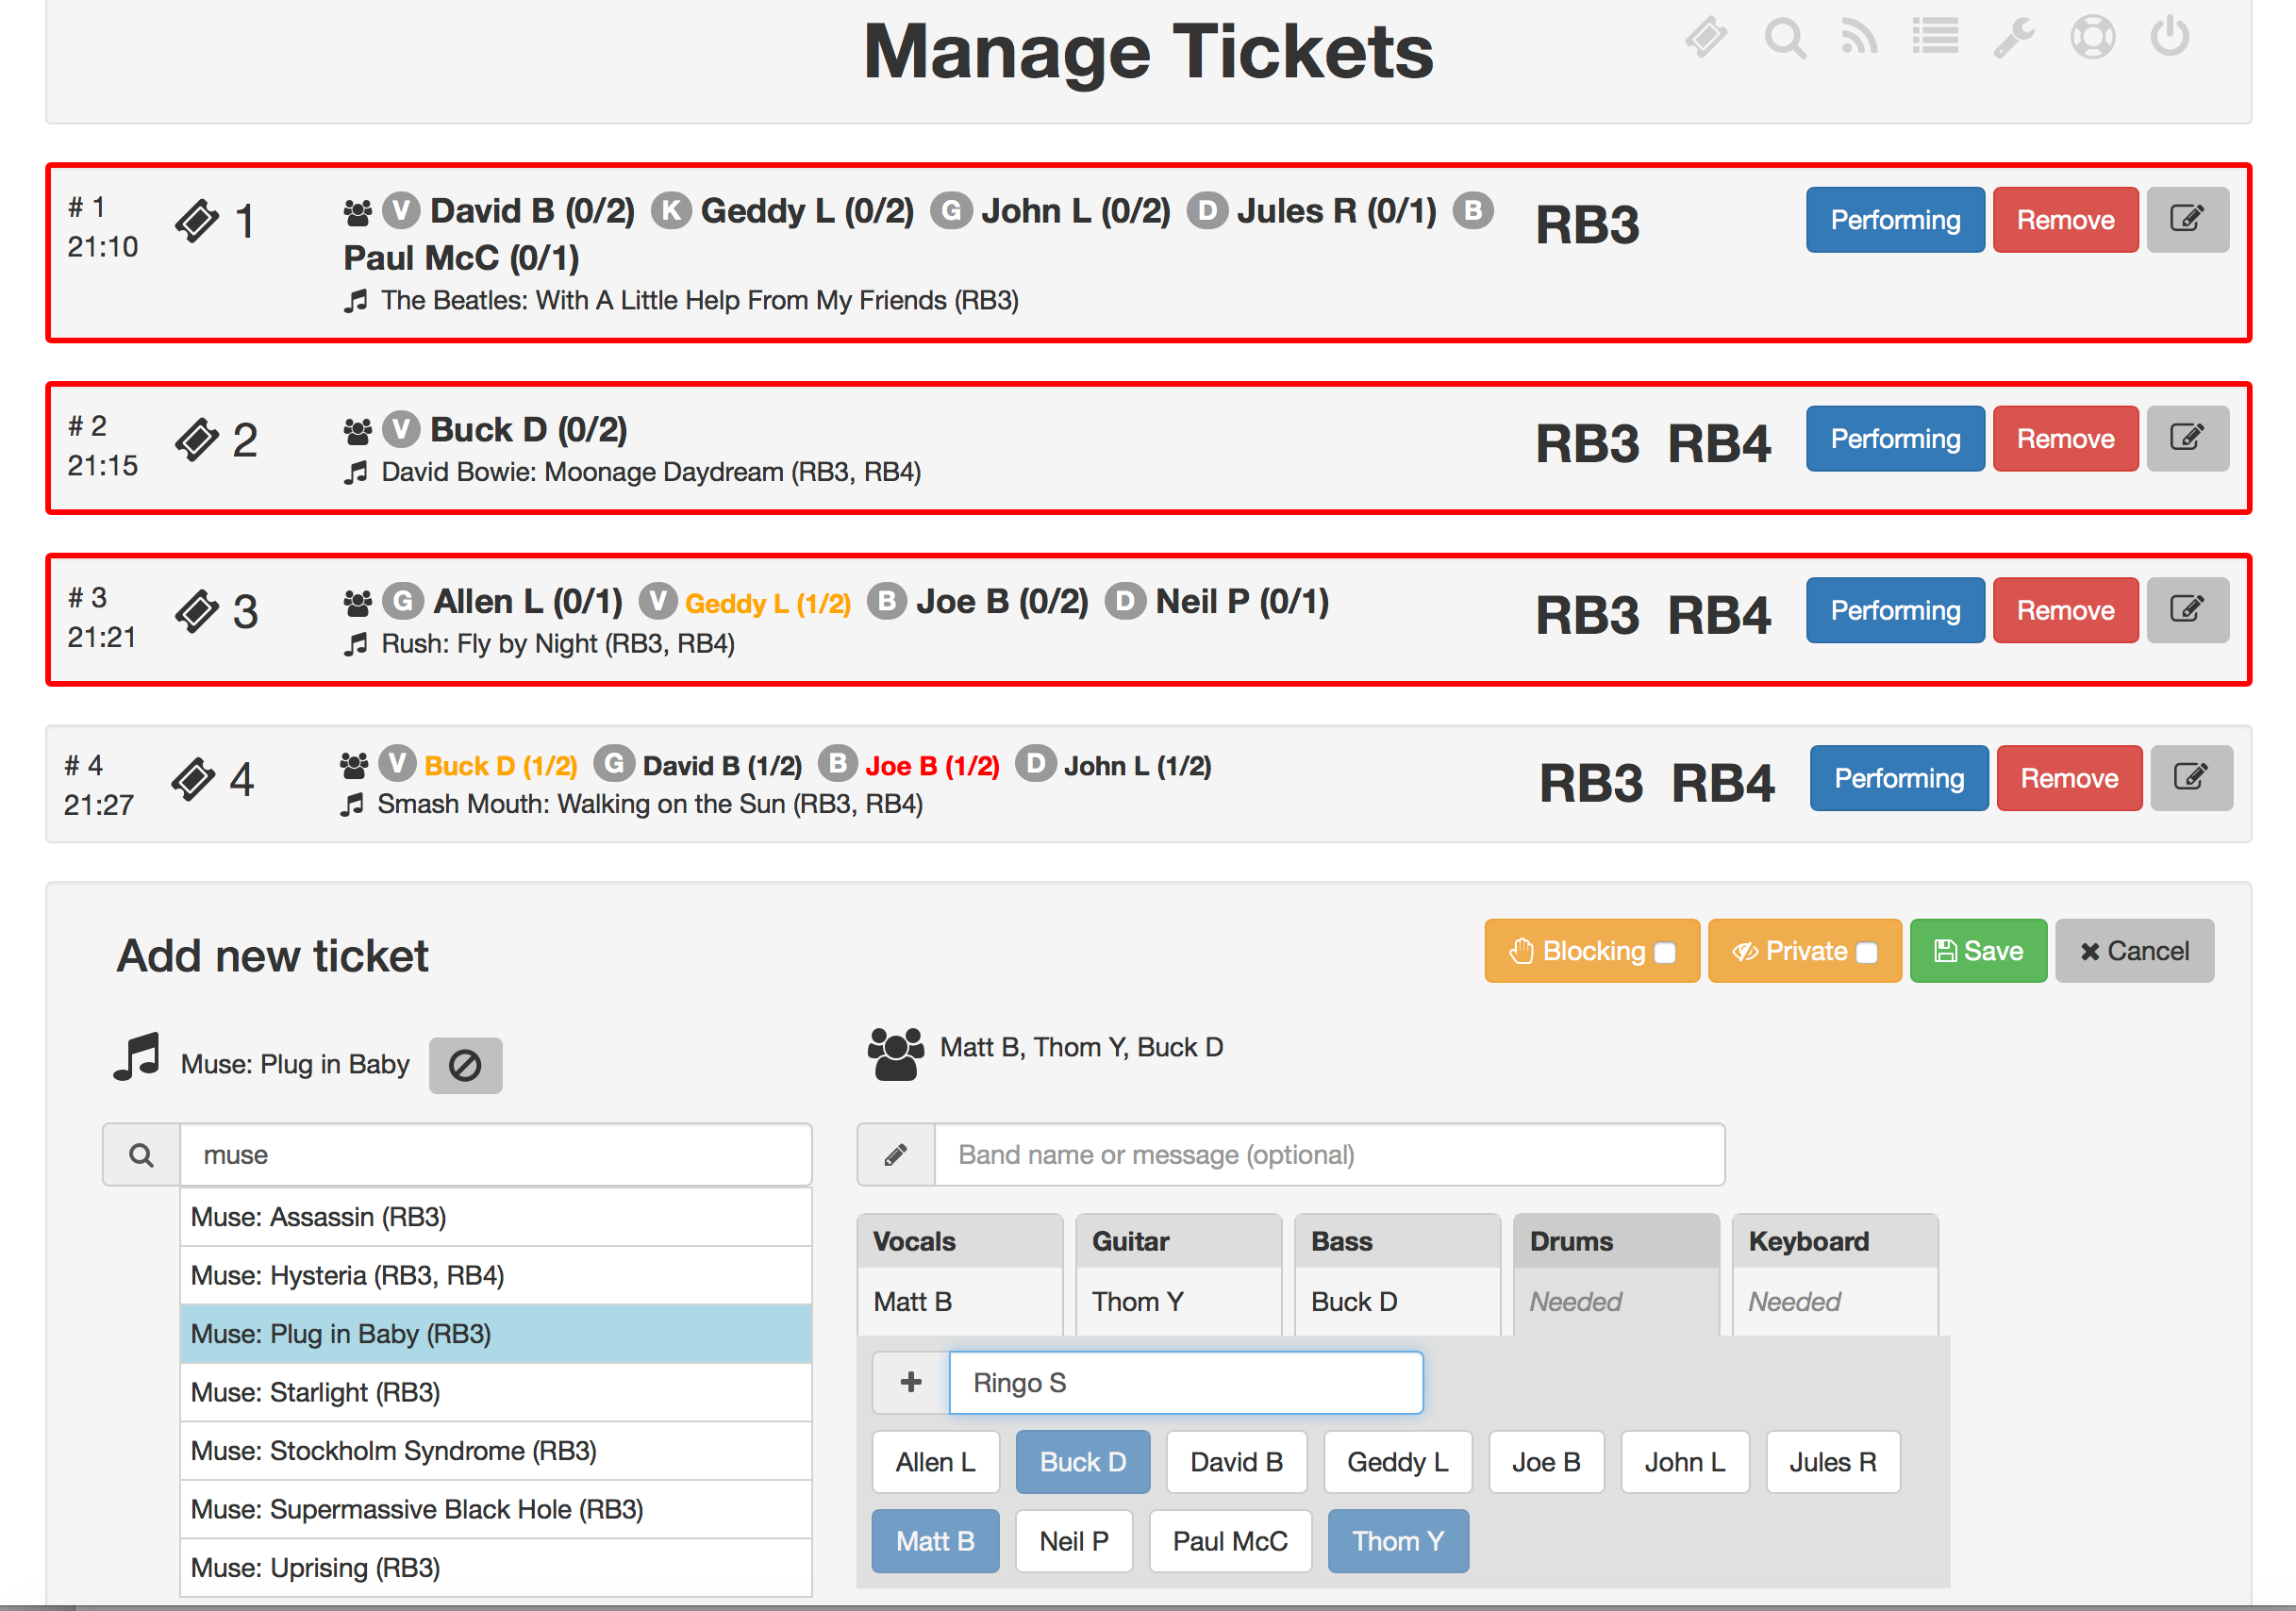 Manage Tickets
# 1
21:10
1
V David B (0/2) K Geddy L (0/2) G John L (0/2) D Jules R (0/1) B
Paul McC (0/1)
The Beatles: With A Little Help From My Friends (RB3)
RB3
Performing
Remove
# 2
21:15
2
V Buck D (0/2)
David Bowie: Moonage Daydream (RB3, RB4)
RB3 RB4
Performing
Remove
# 3
21:21
3
G Allen L (0/1) V Geddy L (1/2) B Joe B (0/2) D Neil P (0/1)
Rush: Fly by Night (RB3, RB4)
RB3 RB4
Performing
Remove
# 4
21:27
4
V Buck D (1/2) G David B (1/2) B Joe B (1/2) D John L (1/2)
Smash Mouth: Walking on the Sun (RB3, RB4)
RB3 RB4
Performing
Remove
Add new ticket
Blocking
Private
Save
Cancel
Muse: Plug in Baby
muse
Muse: Assassin (RB3)
Muse: Hysteria (RB3, RB4)
Muse: Plug in Baby (RB3)
Muse: Starlight (RB3)
Muse: Stockholm Syndrome (RB3)
Muse: Supermassive Black Hole (RB3)
Muse: Uprising (RB3)
Matt B, Thom Y, Buck D
Band name or message (optional)
Vocals Guitar Bass Drums Keyboard
Matt B Thom Y Buck D Needed Needed
Ringo S
Allen L Buck D David B Geddy L Joe B John L Jules R
Matt B Neil P Paul McC Thom Y